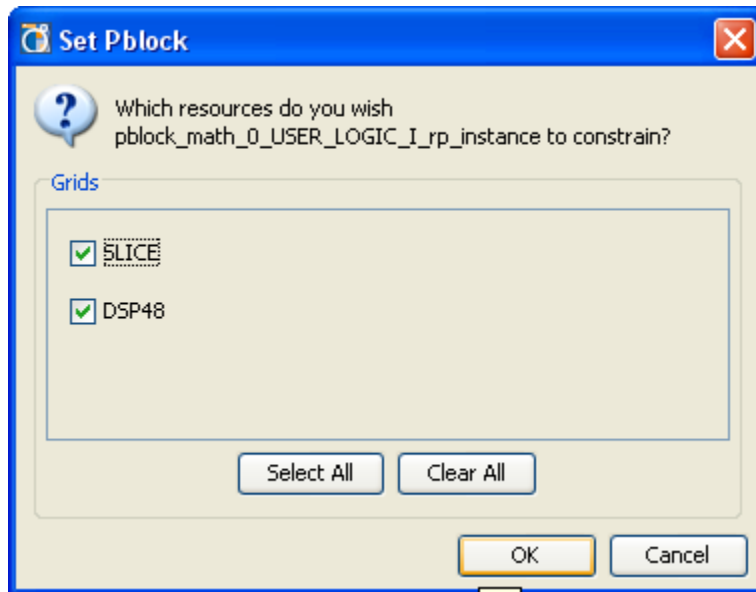 Set Pblock
Which resources do you wish
pblock_math_0_USER_LOGIC_I_rp_instance to constrain?
Grids
SLICE
DSP48
Select All Clear All
OK Cancel